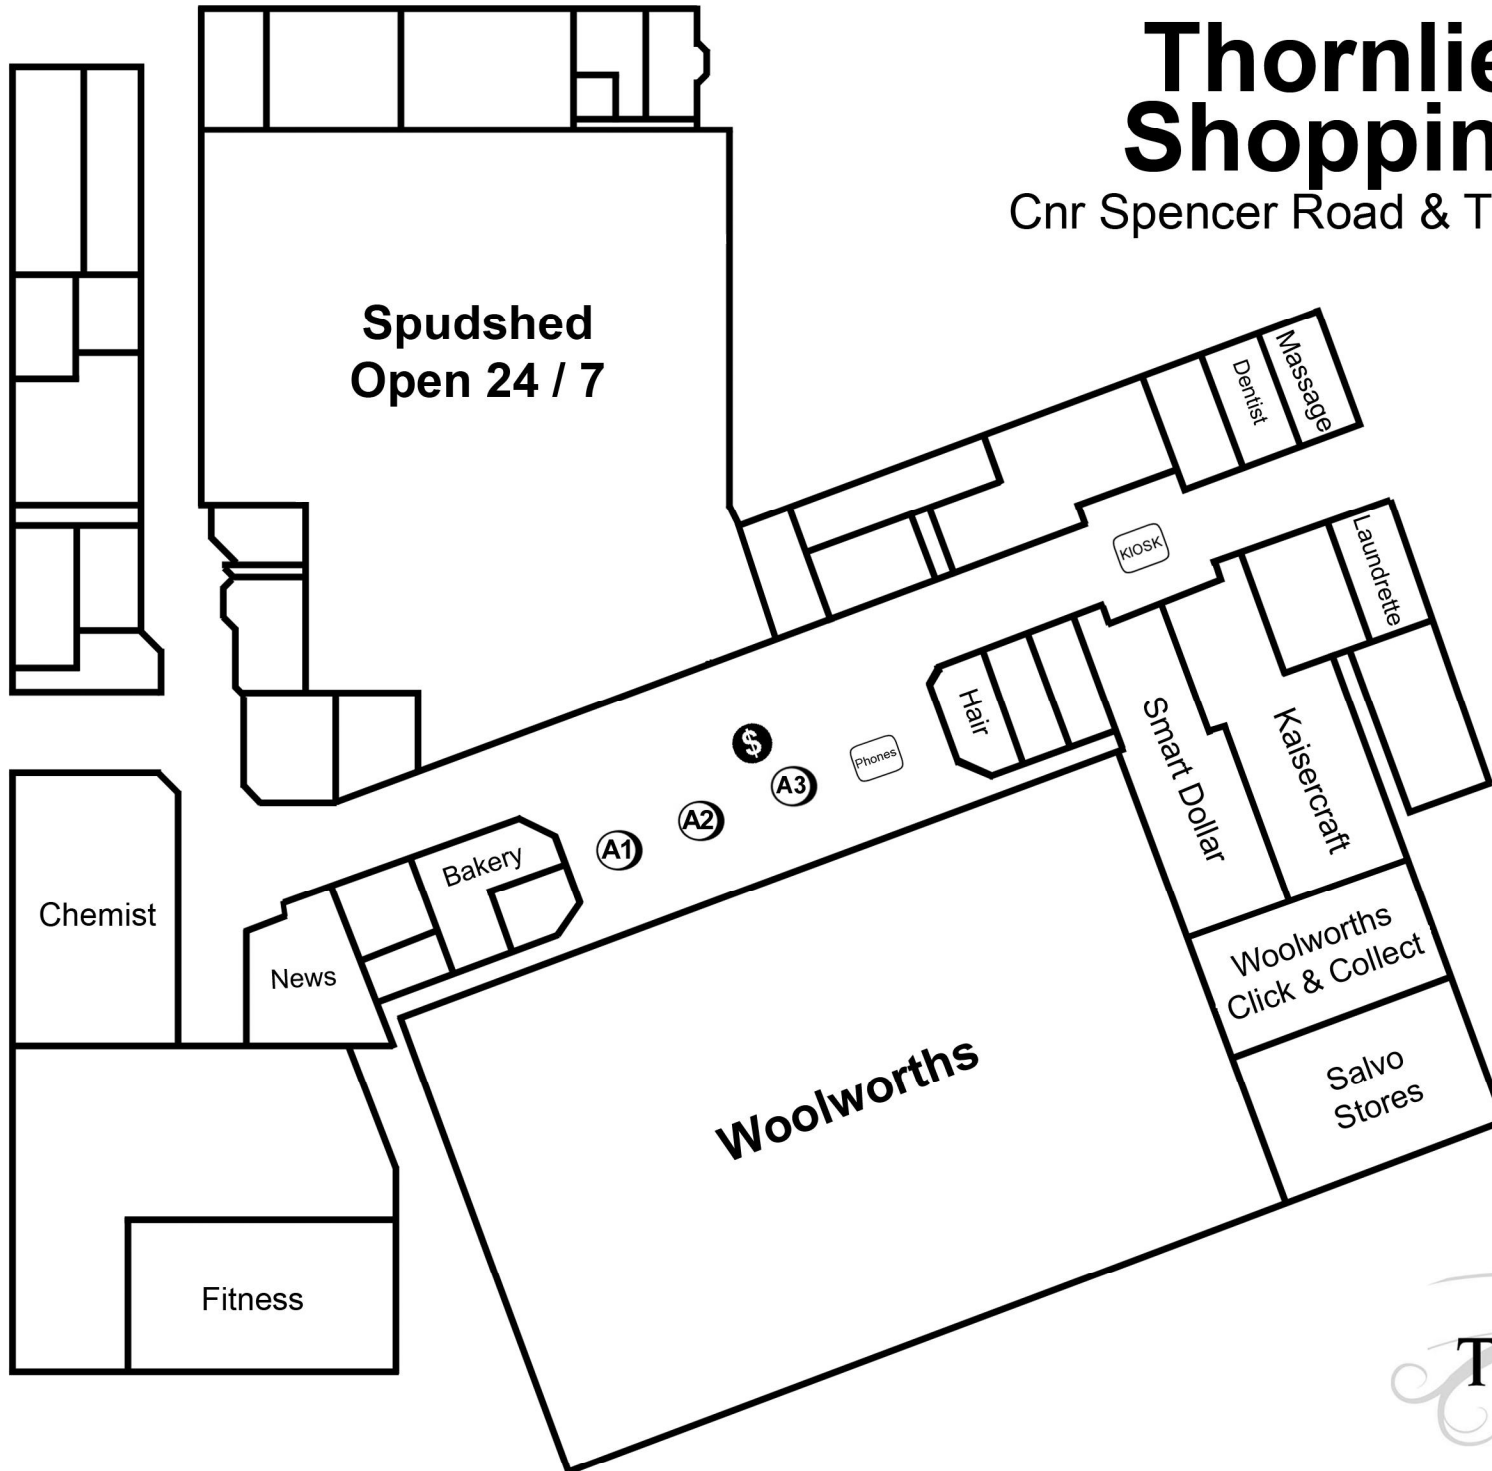 Thornlie
Shoppin
Cnr Spencer Road & T
Spudshed
Open 24 / 7
Massage
Dentist
KIOSK
Laundrette
Hair
Smart Dollar
Kaisercraft
$
Phones
A3
A2
A1
Bakery
Chemist
News
Woolworths
Click & Collect
Woolworths
Salvo
Stores
Fitness
T